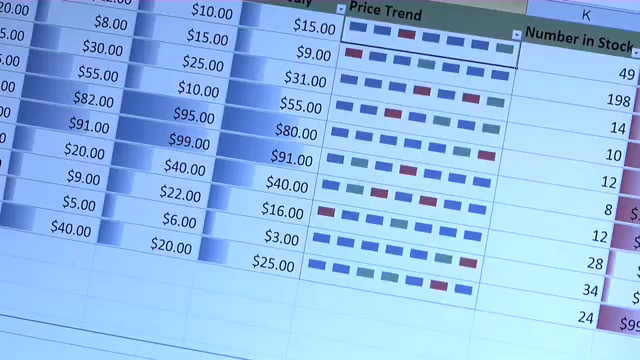 Price Trend K
Number in Stock
$10.00 $15.00 49
$8.00 $15.00 $9.00 198
$30.00 $25.00 $31.00 14
$55.00 $10.00 $55.00 10
$82.00 $95.00 $80.00 12
$91.00 $99.00 $91.00 8
$20.00 $40.00 $40.00 12
$9.00 $22.00 $16.00 28
$5.00 $6.00 $3.00 34
$40.00 $20.00 $25.00 24